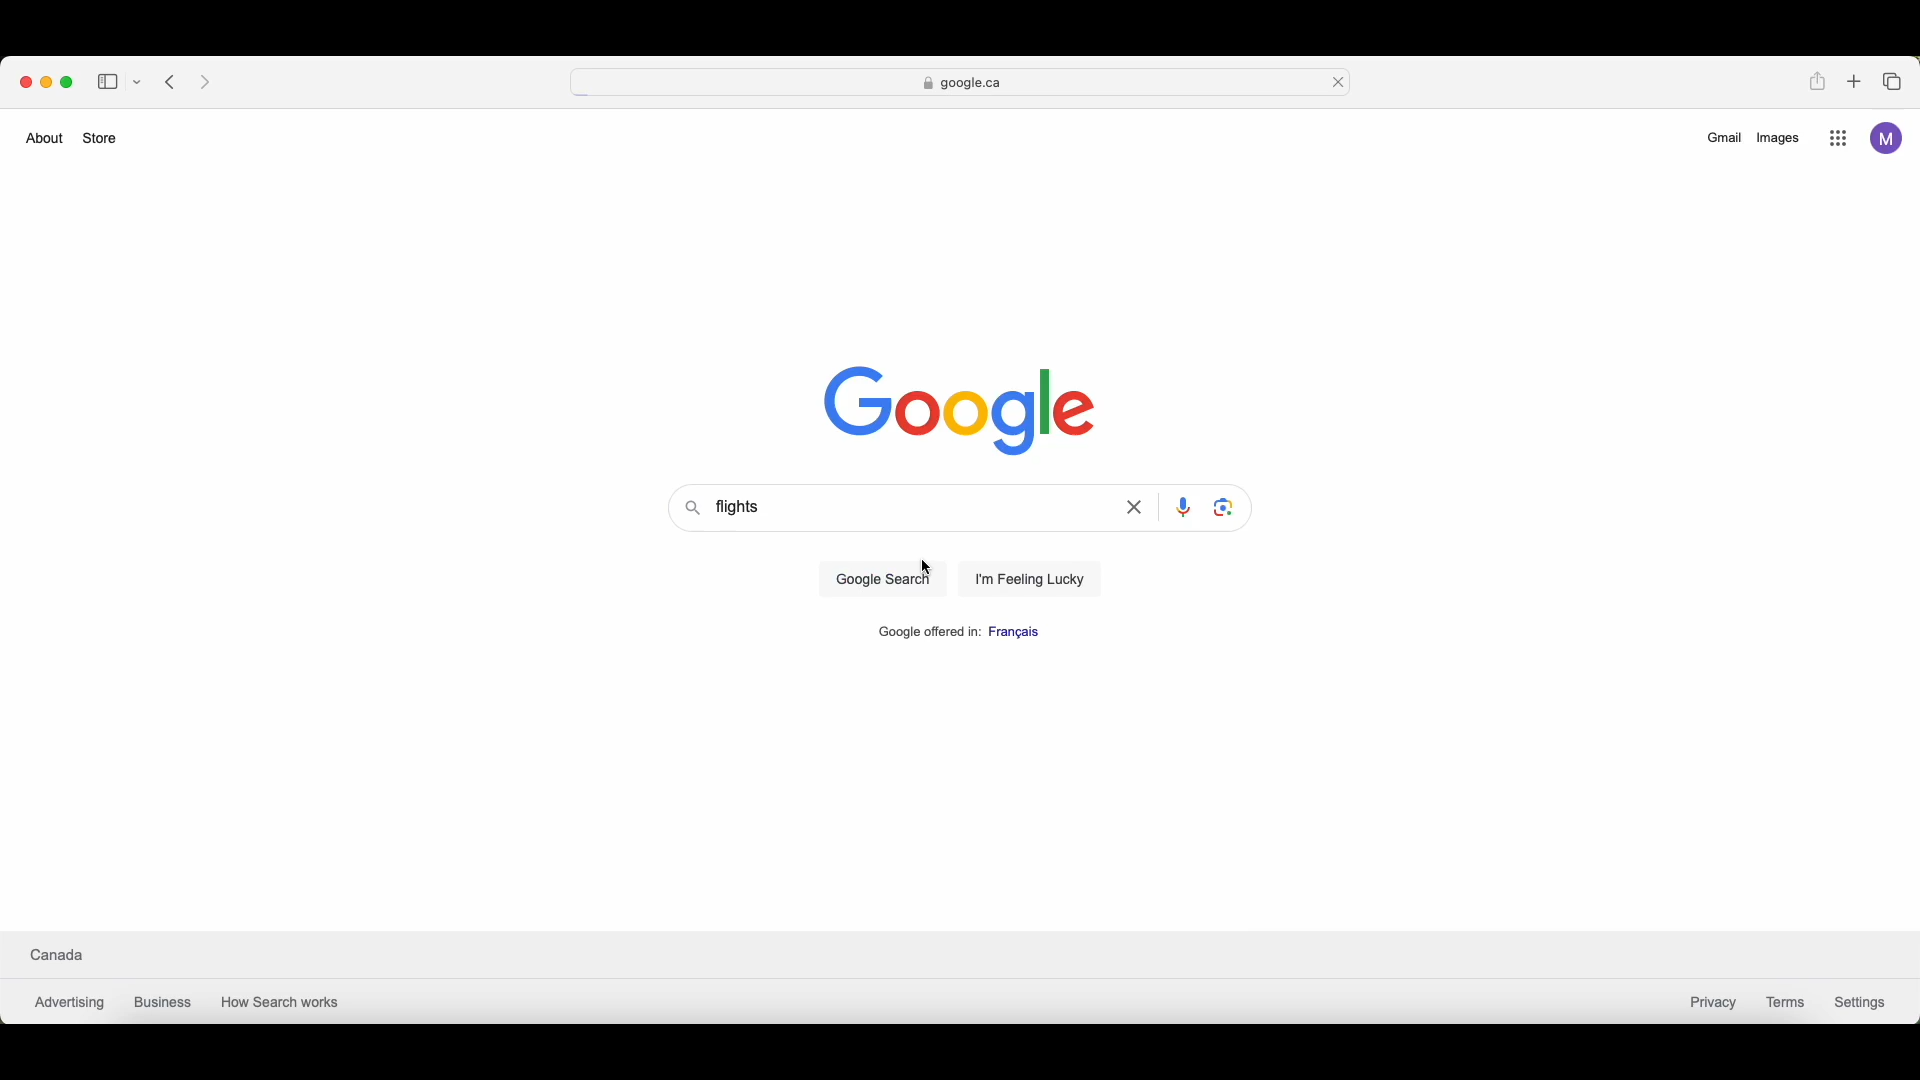 google.ca
About Store
Gmail Images
M
Google
flights
Google Search
I'm Feeling Lucky
Google offered in: Français
Canada
Advertising Business How Search works
Privacy Terms Settings